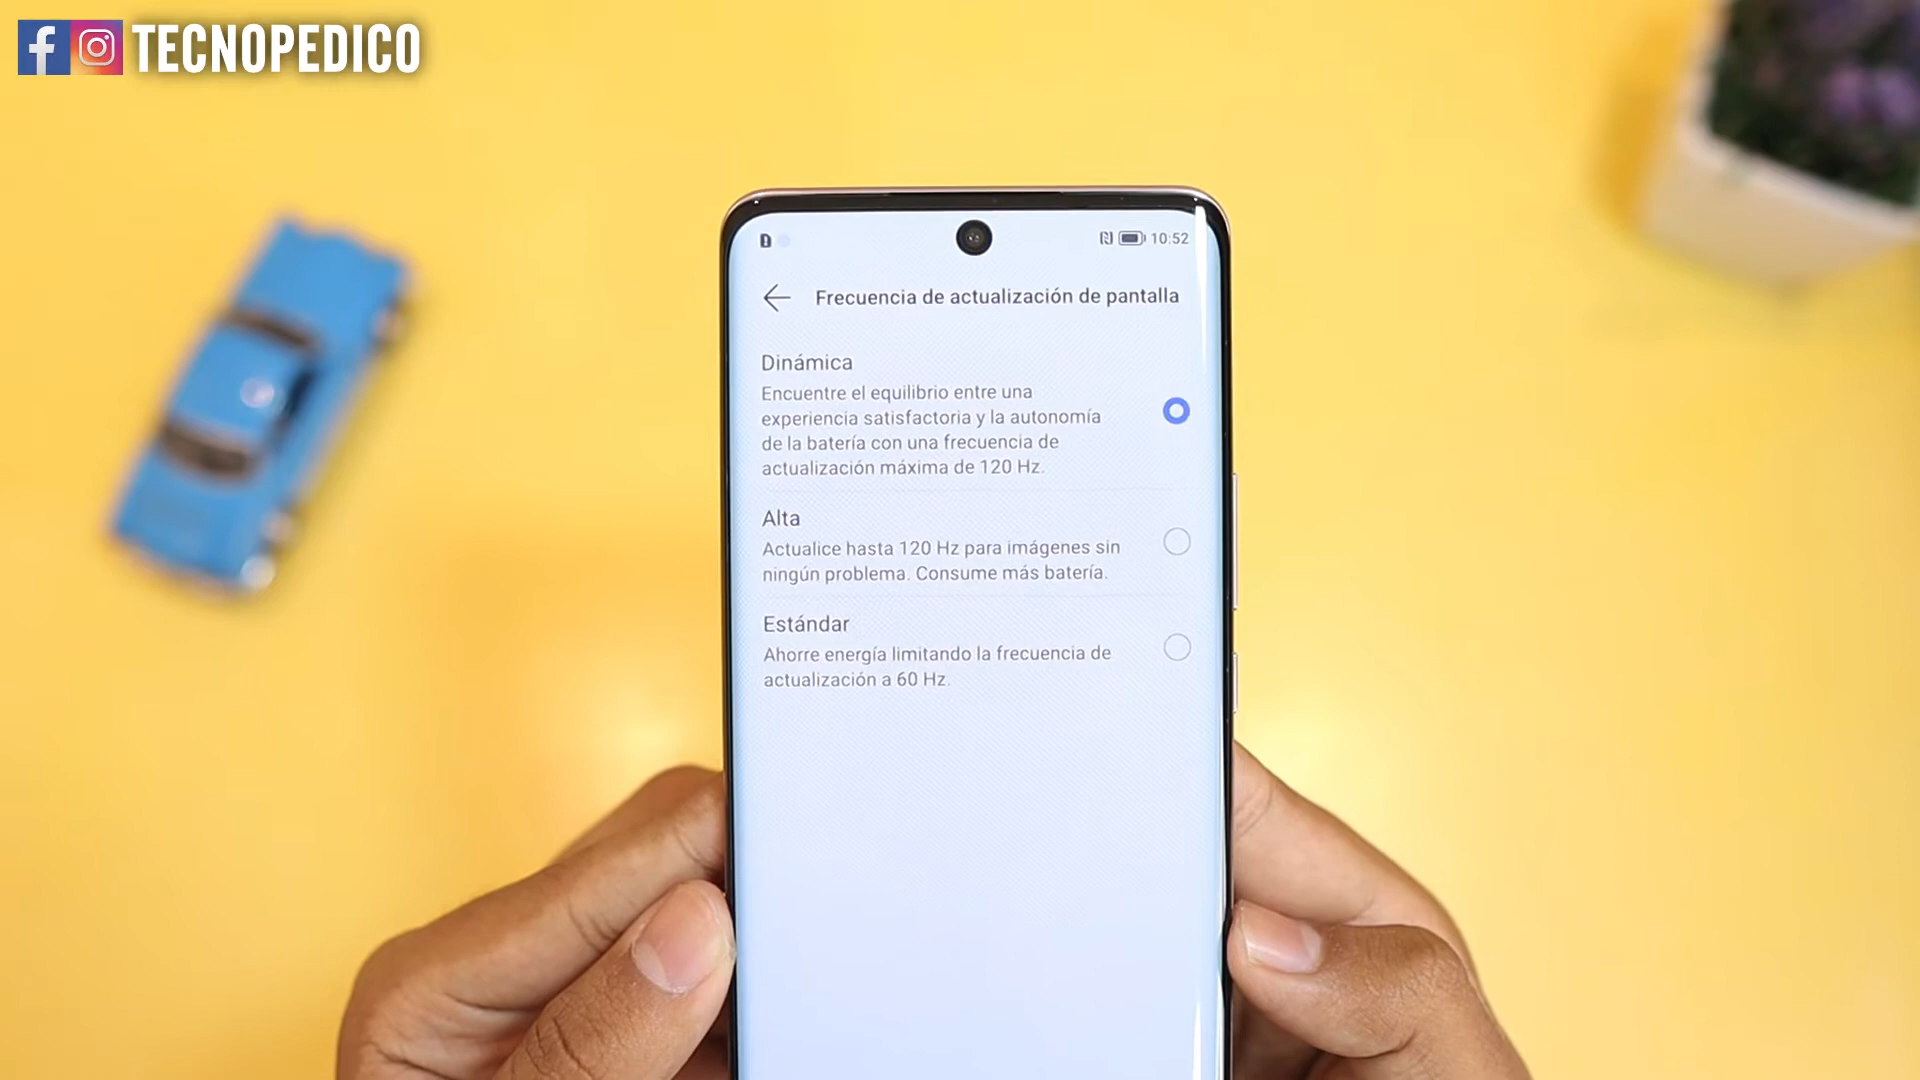 TECNOPEDICO
10:52
Frecuencia de actualización de pantalla
Dinámica
Encuentre el equilibrio entre una
experiencia satisfactoria y la autonomía
de la batería con una frecuencia de
actualización máxima de 120 Hz.
Alta
Actualice hasta 120 Hz para imágenes sin
ningún problema. Consume más batería.
Estándar
Ahorre energía limitando la frecuencia de
actualización a 60 Hz.